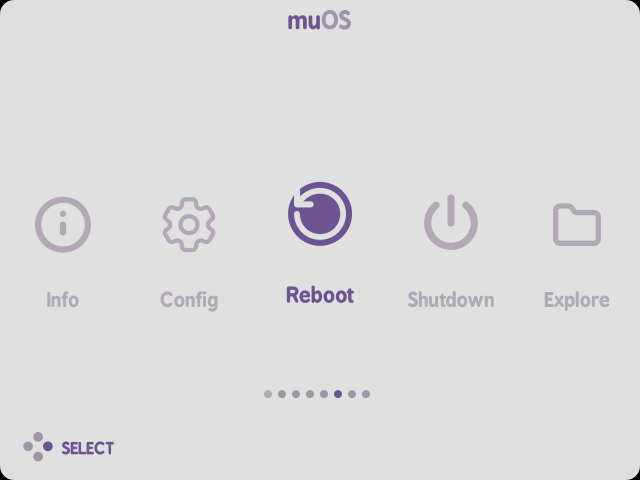 muOS
Info
Config
Reboot
Shutdown
Explore
SELECT